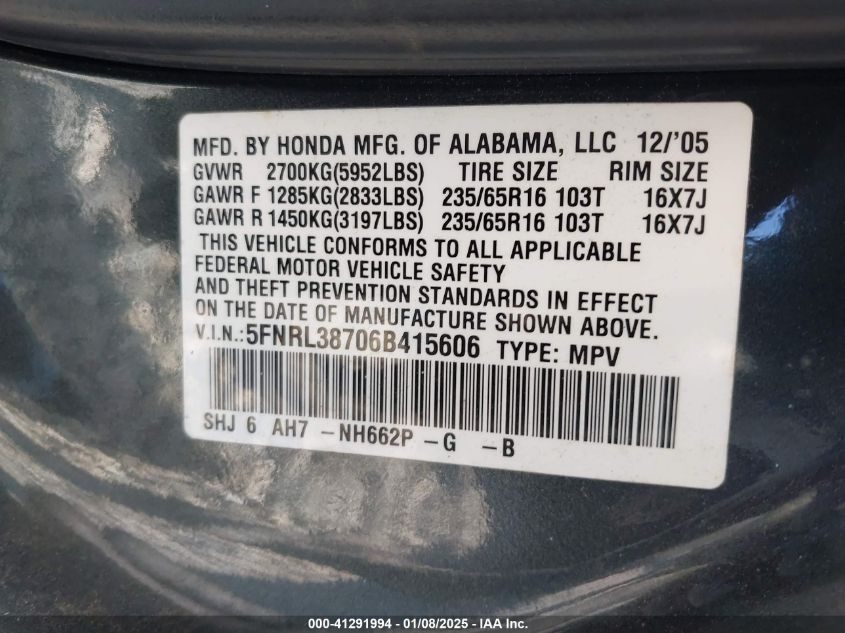 MFD. BY HONDA MFG. OF ALABAMA, LLC 12/'05
GVWR 2700KG(5952LBS) TIRE SIZE RIM SIZE
GAWR F 1285KG(2833LBS) 235/65R16 103T 16X7J
GAWR R 1450KG(3197LBS) 235/65R16 103T 16X7J
THIS VEHICLE CONFORMS TO ALL APPLICABLE
FEDERAL MOTOR VEHICLE SAFETY
AND THEFT PREVENTION STANDARDS IN EFFECT
ON THE DATE OF MANUFACTURE SHOWN ABOVE.
V.I.N.:5FNRL38706B415606 TYPE: MPV
SHJ 6 AH7 -NH662P -G -B
000-41291994 | 01/08/2025 - IAA Inc.